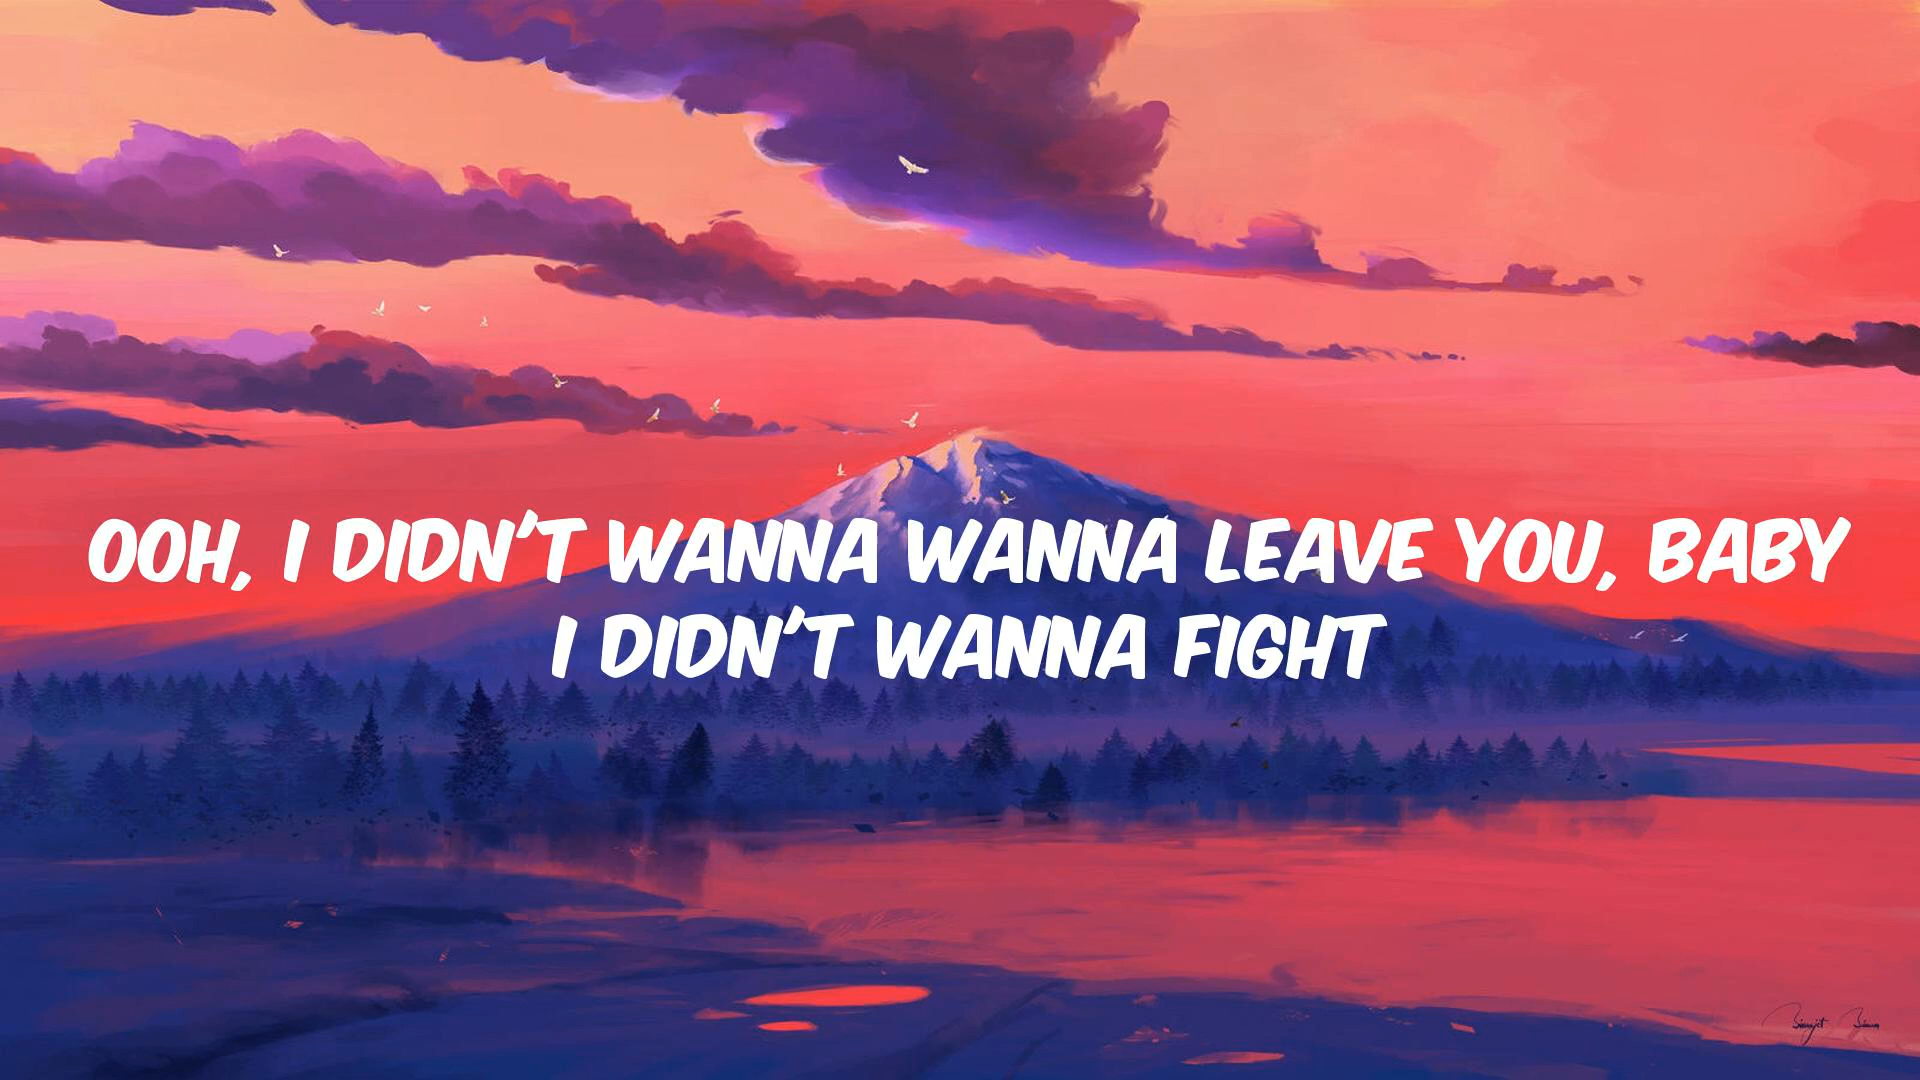 OOH, I DIDN'T WANNA WANNA LEAVE YOU, BABY
I DIDN'T WANNA FIGHT